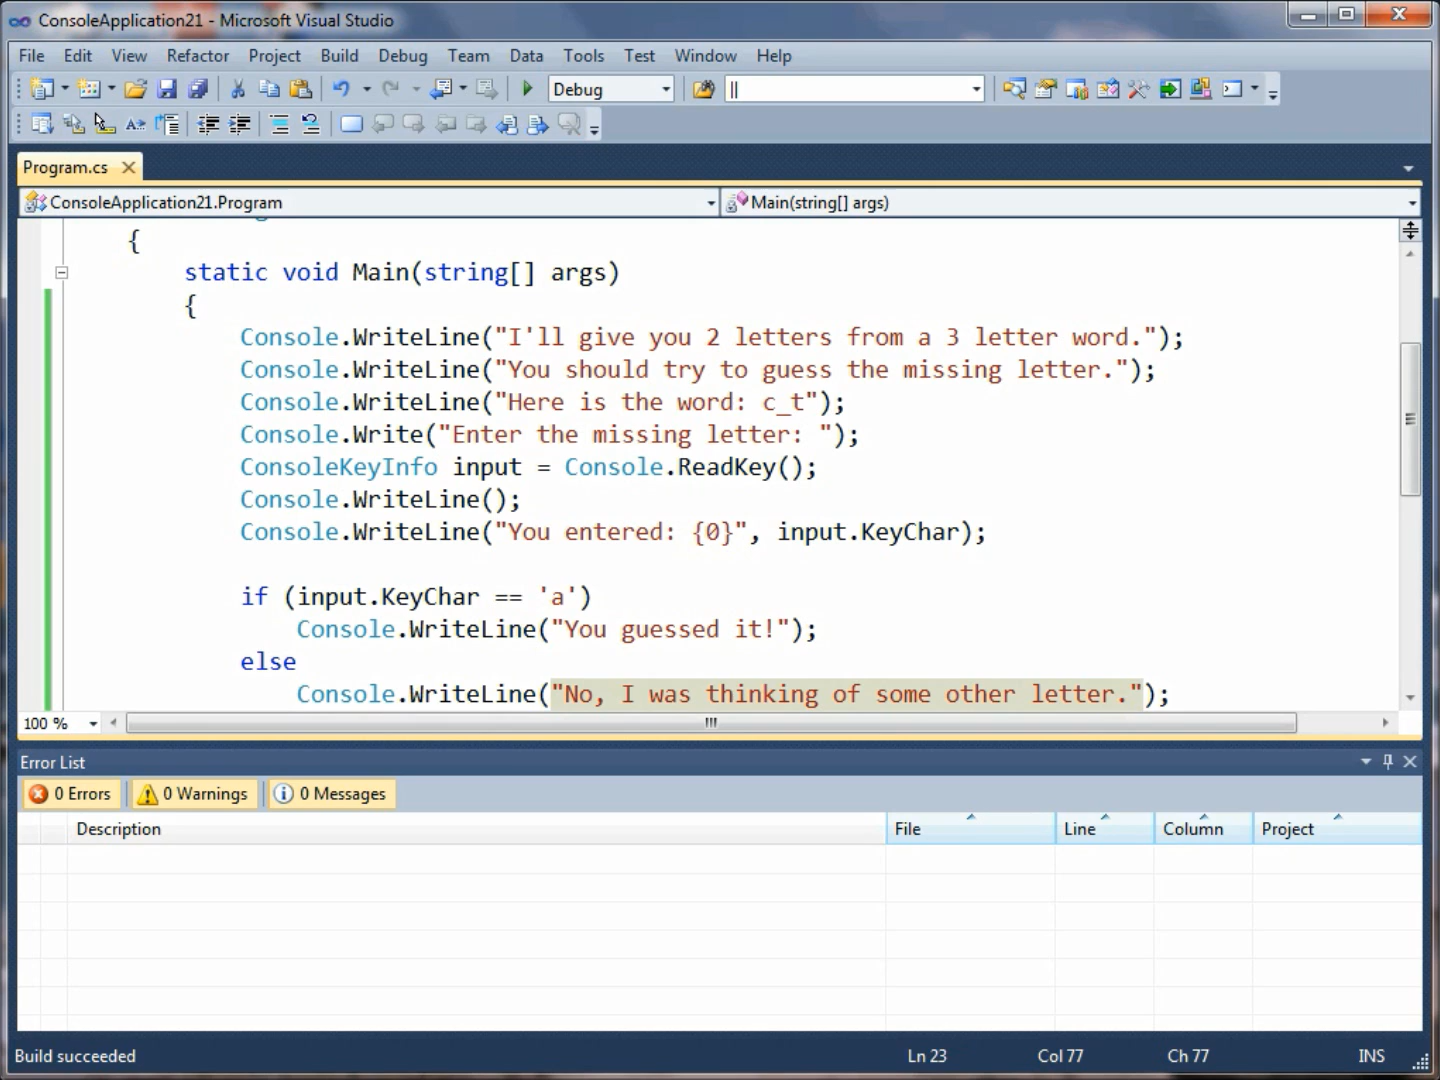 ConsoleApplication21 - Microsoft Visual Studio
File Edit View Refactor Project Build Debug Team Data Tools Test Window Help
Debug ||
Program.cs
ConsoleApplication21.Program Main(string[] args)
{
static void Main(string[] args)
{
Console.WriteLine("I'll give you 2 letters from a 3 letter word.");
Console.WriteLine("You should try to guess the missing letter.");
Console.WriteLine("Here is the word: c_t");
Console.Write("Enter the missing letter: ");
ConsoleKeyInfo input = Console.ReadKey();
Console.WriteLine();
Console.WriteLine("You entered: {0}", input.KeyChar);
if (input.KeyChar == 'a')
Console.WriteLine("You guessed it!");
else
Console.WriteLine("No, I was thinking of some other letter.");
100 %
Error List
0 Errors 0 Warnings 0 Messages
Description File Line Column Project
Build succeeded Ln 23 Col 77 Ch 77 INS